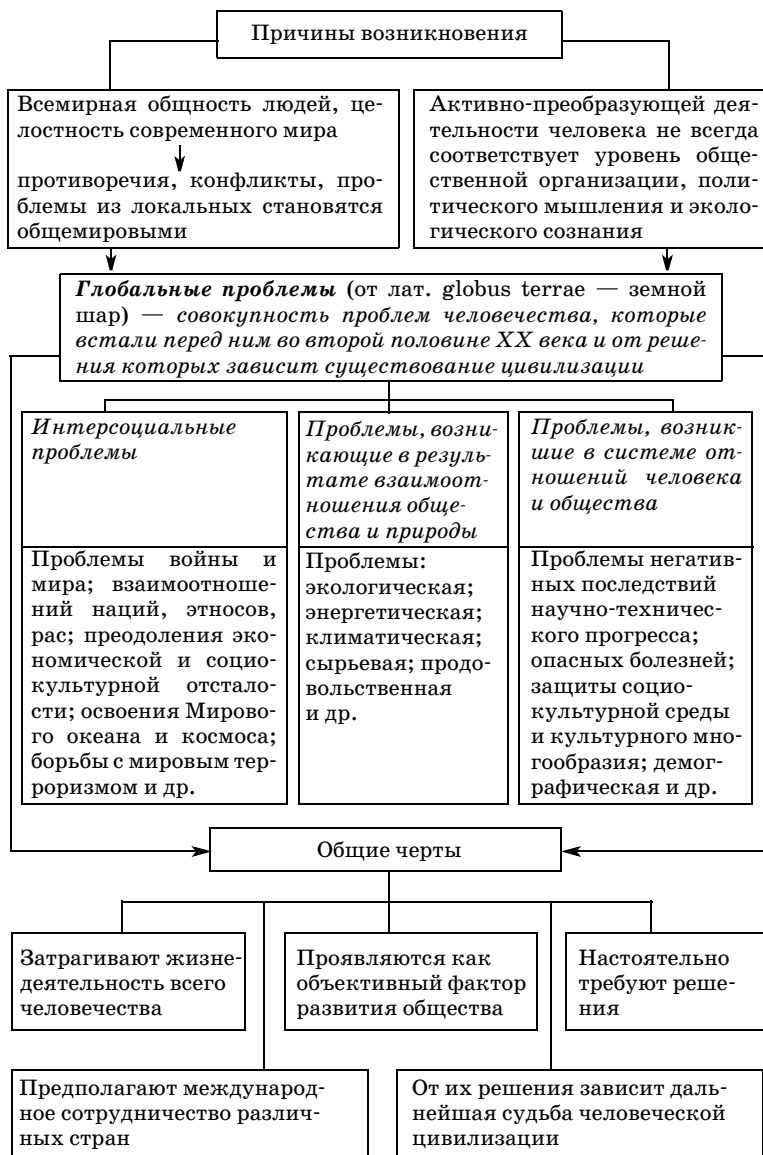 Причины возникновения
Всемирная общность людей, це-
лостность современного мира
противоречия, конфликты, про-
блемы из локальных становятся
общемировыми
Активно-преобразующей дея-
тельности человека не всегда
соответствует уровень обще-
ственной организации, поли-
тического мышления и эколо-
гического сознания
Глобальные проблемы (от лат. globus terrae — земной
шар) — совокупность проблем человечества, которые
встали перед ним во второй половине XX века и от реше-
ния которых зависит существование цивилизации
Интерсоциальные
проблемы
Проблемы войны и
мира; взаимоотноше-
ний наций, этносов,
рас; преодоления эко-
номической и социо-
культурной отстало-
сти; освоения Мирово-
го океана и космоса;
борьбы с мировым тер-
роризмом и др.
Проблемы, возни-
кающие в резуль-
тате взаимоот-
ношения обще-
ства и природы
Проблемы:
экологическая;
энергетическая;
климатическая;
сырьевая; продо-
вольственная
и др.
Проблемы, возник-
шие в системе от-
ношений человека
и общества
Проблемы негатив-
ных последствий
научно-техничес-
кого прогресса;
опасных болезней;
защиты социо-
культурной среды
и культурного мно-
гообразия; демог-
рафическая и др.
Общие черты
Затрагивают жизне-
деятельность всего
человечества
Проявляются как
объективный фактор
развития общества
Настоятельно
требуют реше-
ния
Предполагают международ-
ное сотрудничество различ-
ных стран
От их решения зависит даль-
нейшая судьба человеческой
цивилизации